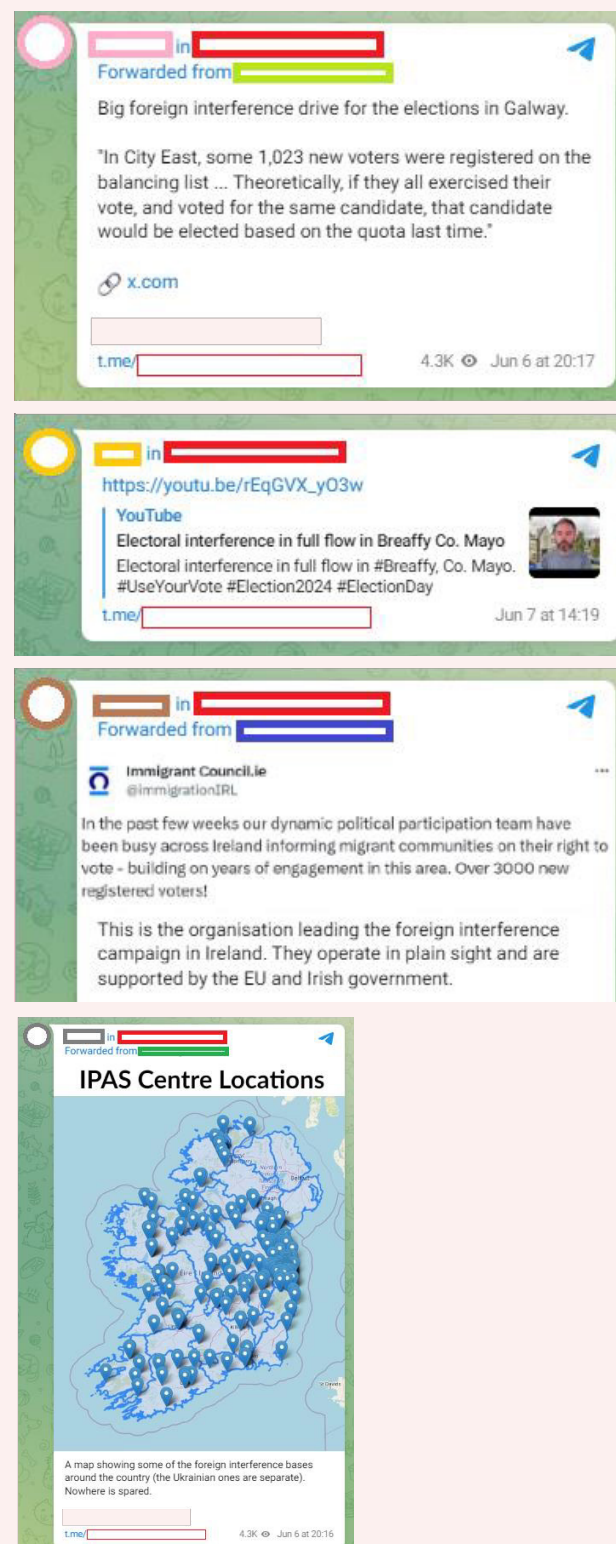 in
Forwarded from
Big foreign interference drive for the elections in Galway.
"In City East, some 1,023 new voters were registered on the
balancing list ... Theoretically, if they all exercised their
vote, and voted for the same candidate, that candidate
would be elected based on the quota last time."
x.com
t.me/
4.3K Jun 6 at 20:17
in
https://youtu.be/rEqGVX_yO3w
YouTube
Electoral interference in full flow in Breaffy Co. Mayo
Electoral interference in full flow in #Breaffy, Co. Mayo.
#UseYourVote #Election2024 #ElectionDay
t.me/
Jun 7 at 14:19
in
Forwarded from
Immigrant Council.ie
@immigrationIRL
In the past few weeks our dynamic political participation team have
been busy across Ireland informing migrant communities on their right to
vote - building on years of engagement in this area. Over 3000 new
registered voters!
This is the organisation leading the foreign interference
campaign in Ireland. They operate in plain sight and are
supported by the EU and Irish government.
in
Forwarded from
IPAS Centre Locations
A map showing some of the foreign interference bases
around the country (the Ukrainian ones are separate).
Nowhere is spared.
t.me/
4.3K Jun 6 at 20:16